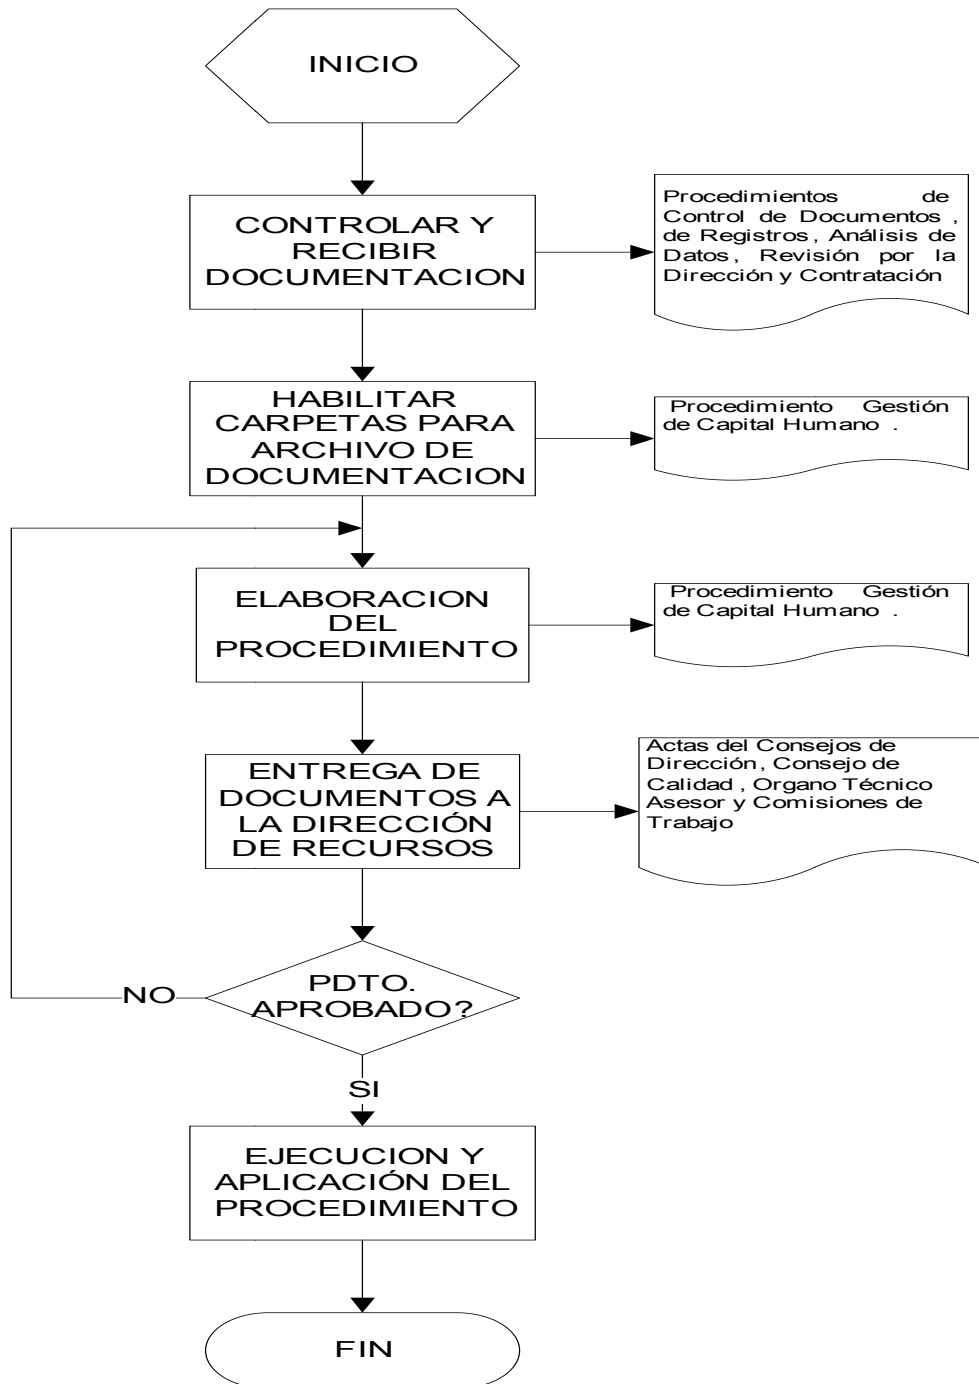 INICIO
CONTROLAR Y
RECIBIR
DOCUMENTACION
Procedimientos de
Control de Documentos ,
de Registros, Análisis de
Datos, Revisión por la
Dirección y Contratación
HABILITAR
CARPETAS PARA
ARCHIVO DE
DOCUMENTACION
Procedimiento Gestión
de Capital Humano .
ELABORACION
DEL
PROCEDIMIENTO
Procedimiento Gestión
de Capital Humano .
ENTREGA DE
DOCUMENTOS A
LA DIRECCIÓN
DE RECURSOS
Actas del Consejos de
Dirección, Consejo de
Calidad , Organo Técnico
Asesor y Comisiones de
Trabajo
PDTO.
APROBADO?
NO
SI
EJECUCION Y
APLICACIÓN DEL
PROCEDIMIENTO
FIN